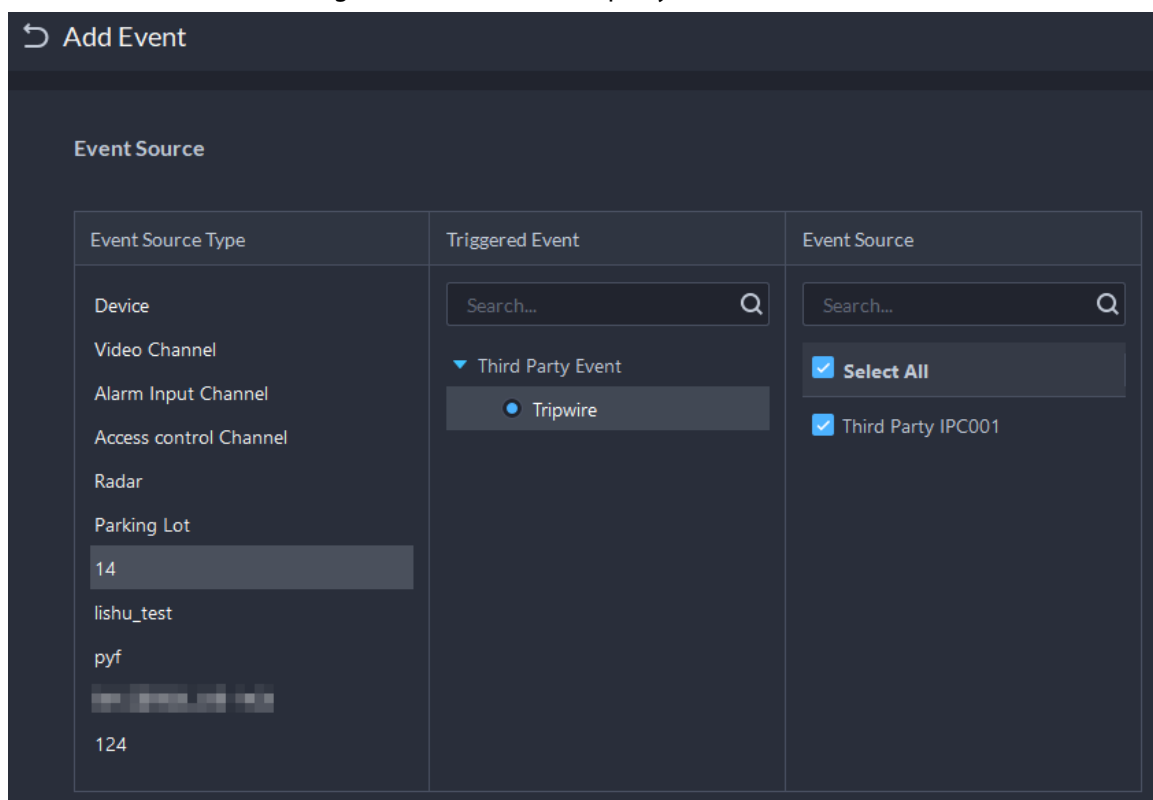 Add Event
Event Source
Event Source Type
Triggered Event
Event Source
Device
Video Channel
Alarm Input Channel
Access control Channel
Radar
Parking Lot
14
lishu_test
pyf
124
Search...
Third Party Event
Tripwire
Search...
Select All
Third Party IPC001